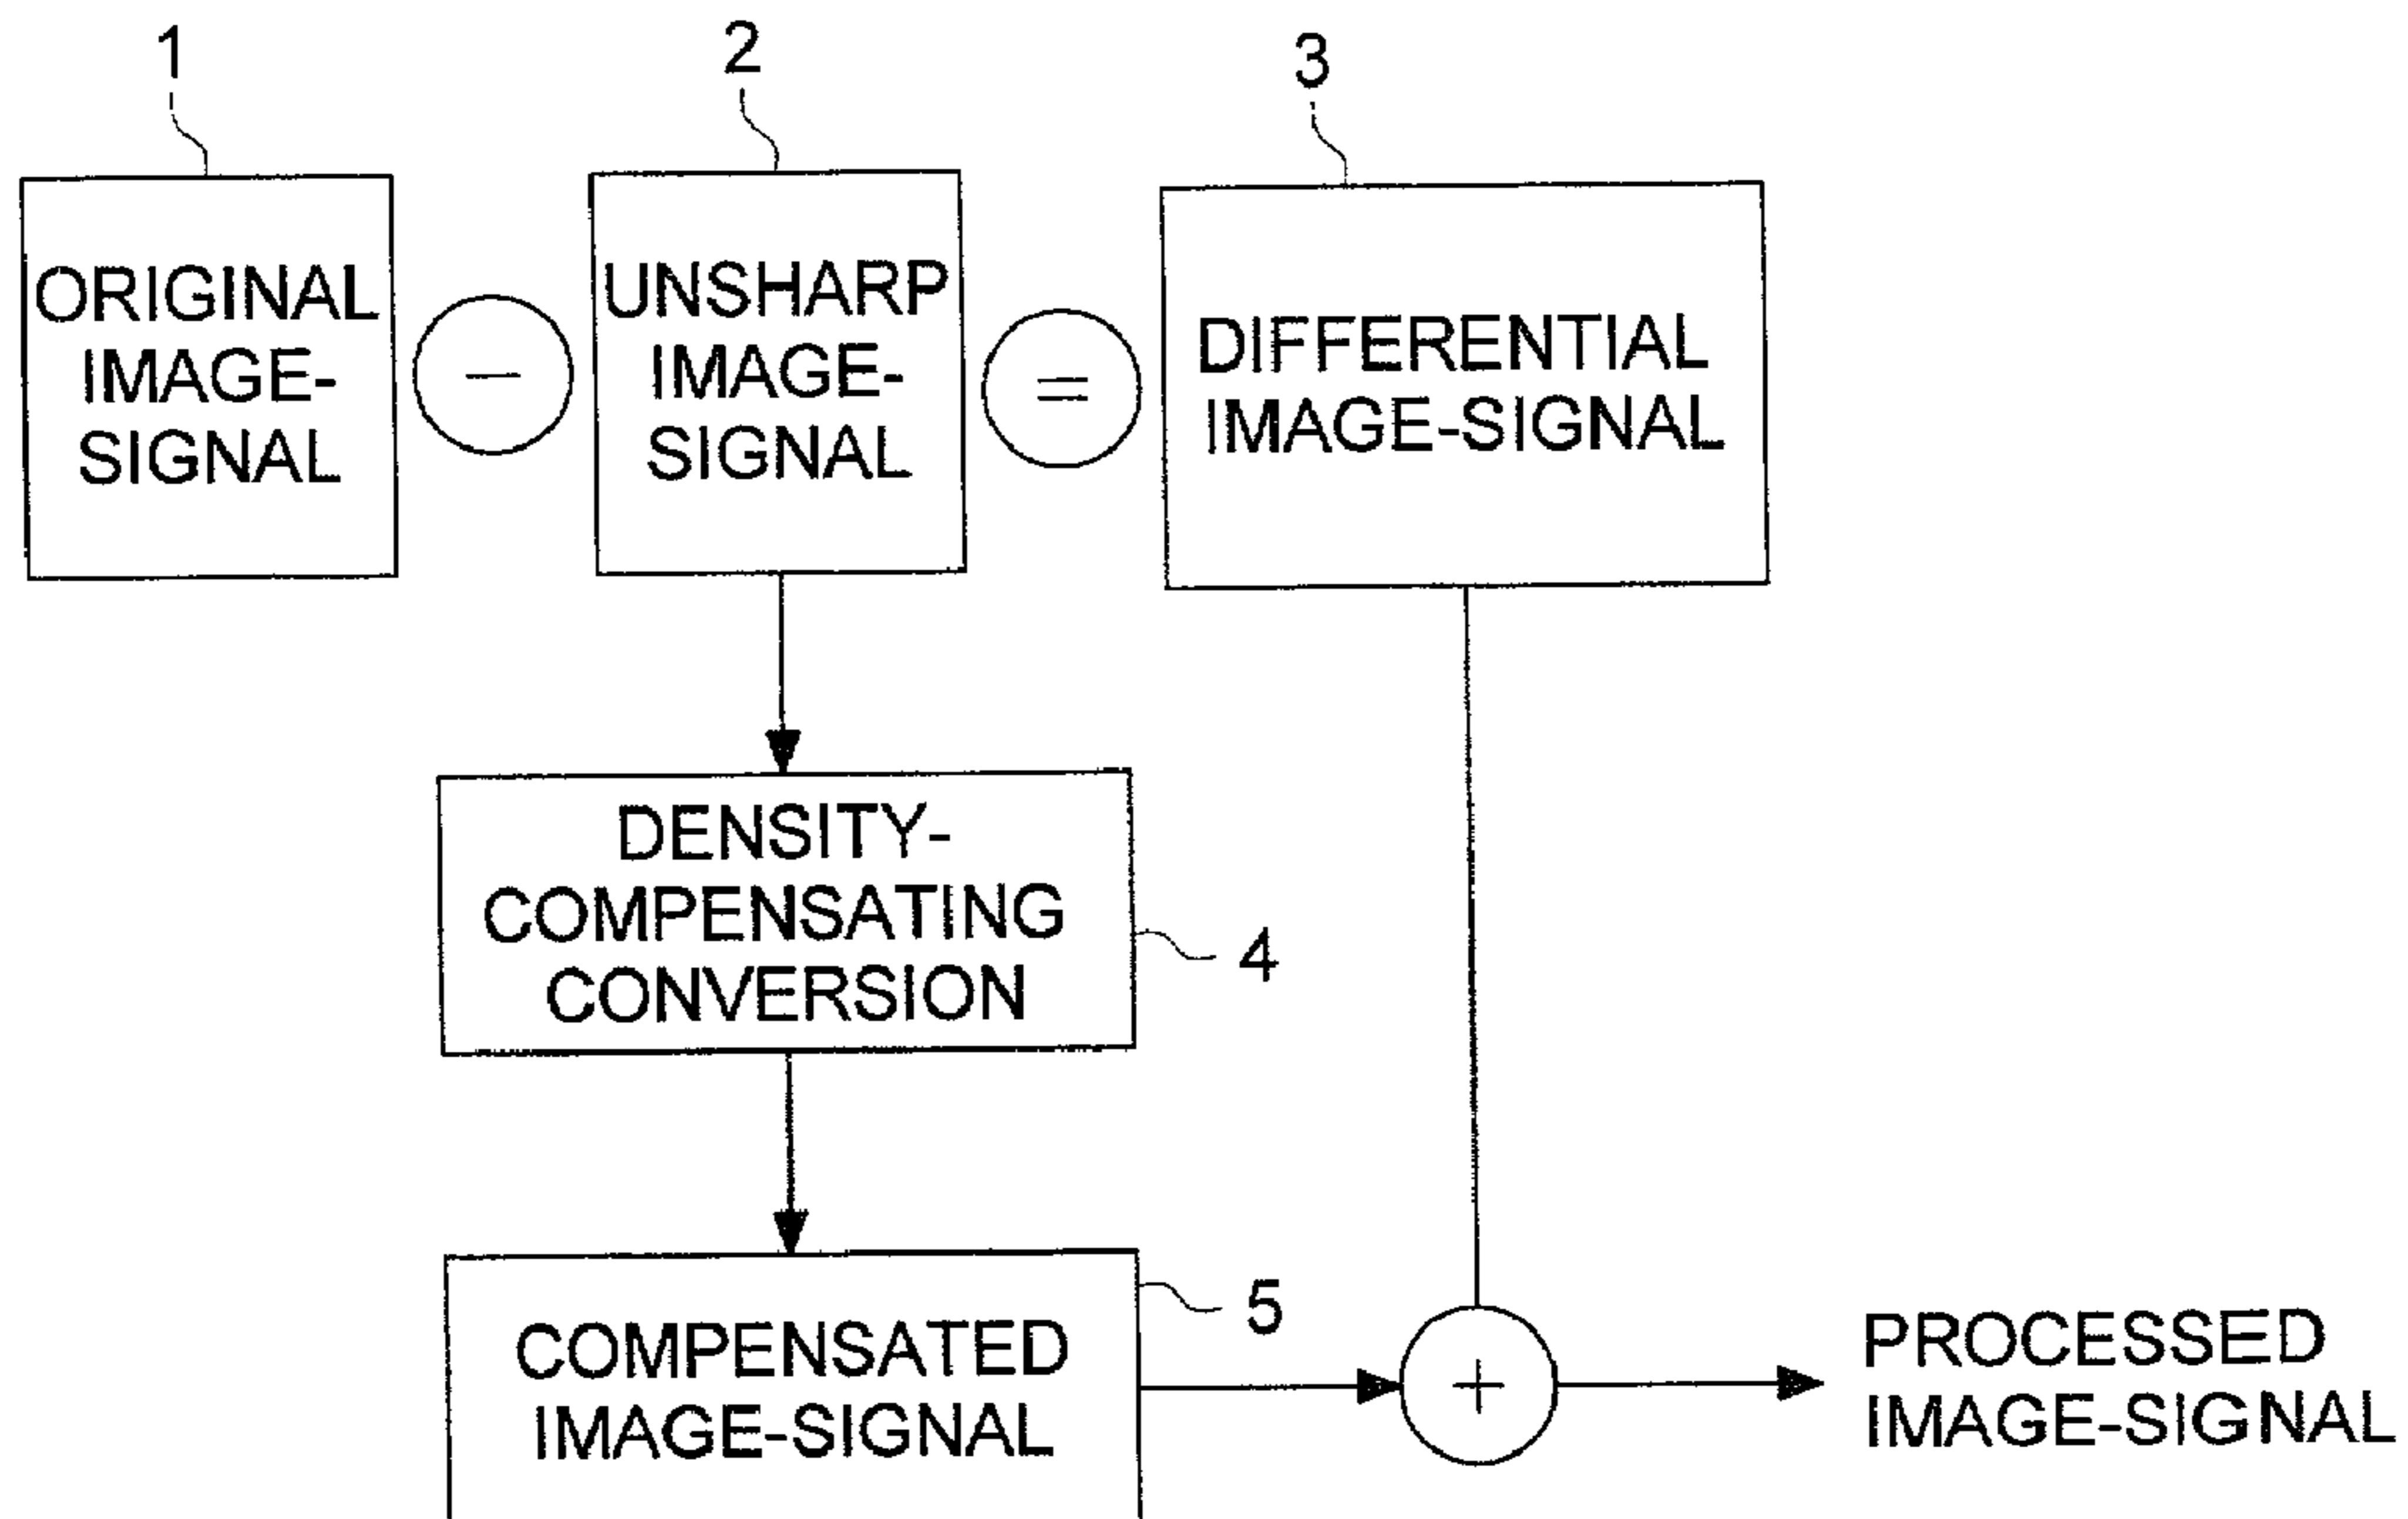 1
2
3
ORIGINAL
IMAGE-
SIGNAL
−
UNSHARP
IMAGE-
SIGNAL
=
DIFFERENTIAL
IMAGE-SIGNAL
DENSITY-
COMPENSATING
CONVERSION
4
COMPENSATED
IMAGE-SIGNAL
5
+
PROCESSED
IMAGE-SIGNAL